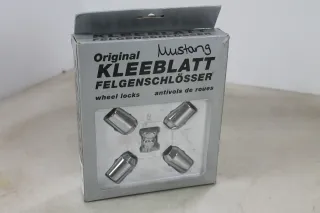 Mustang
Original
KLEEBLATT
FELGENSCHLÖSSER
wheel locks antivols de roues